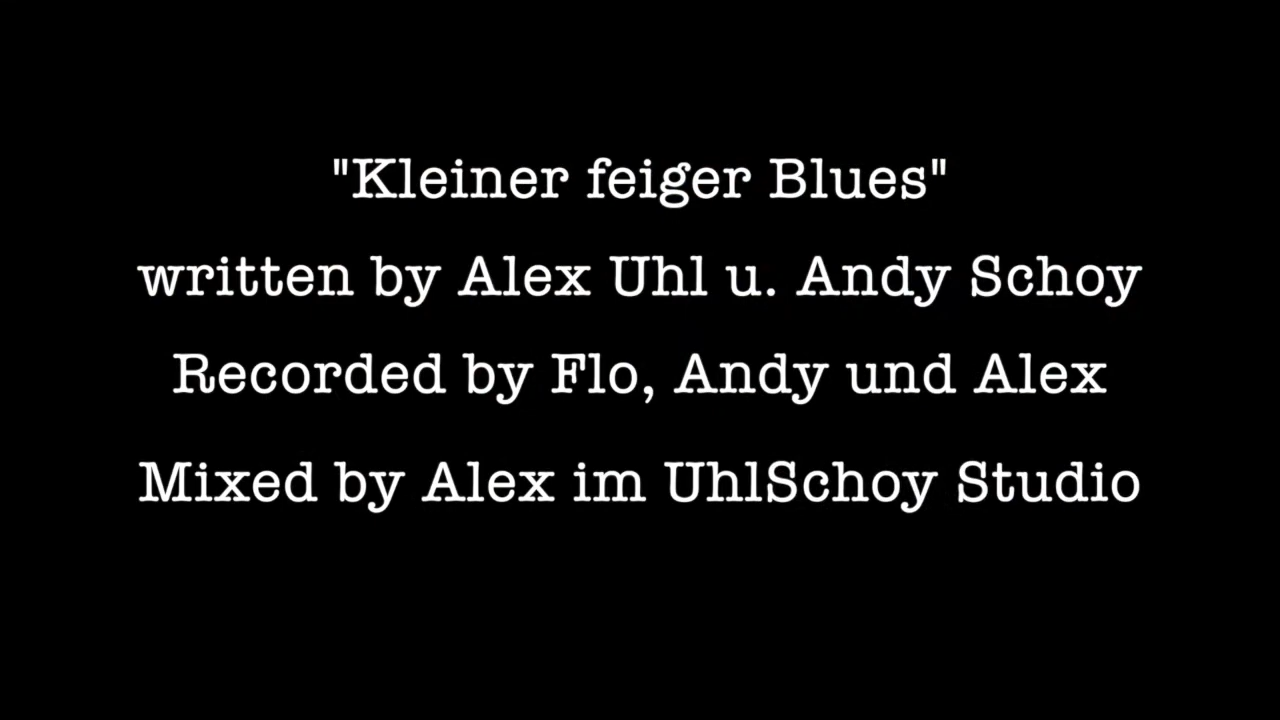 "Kleiner feiger Blues"
written by Alex Uhl u. Andy Schoy
Recorded by Flo, Andy und Alex
Mixed by Alex im UhlSchoy Studio